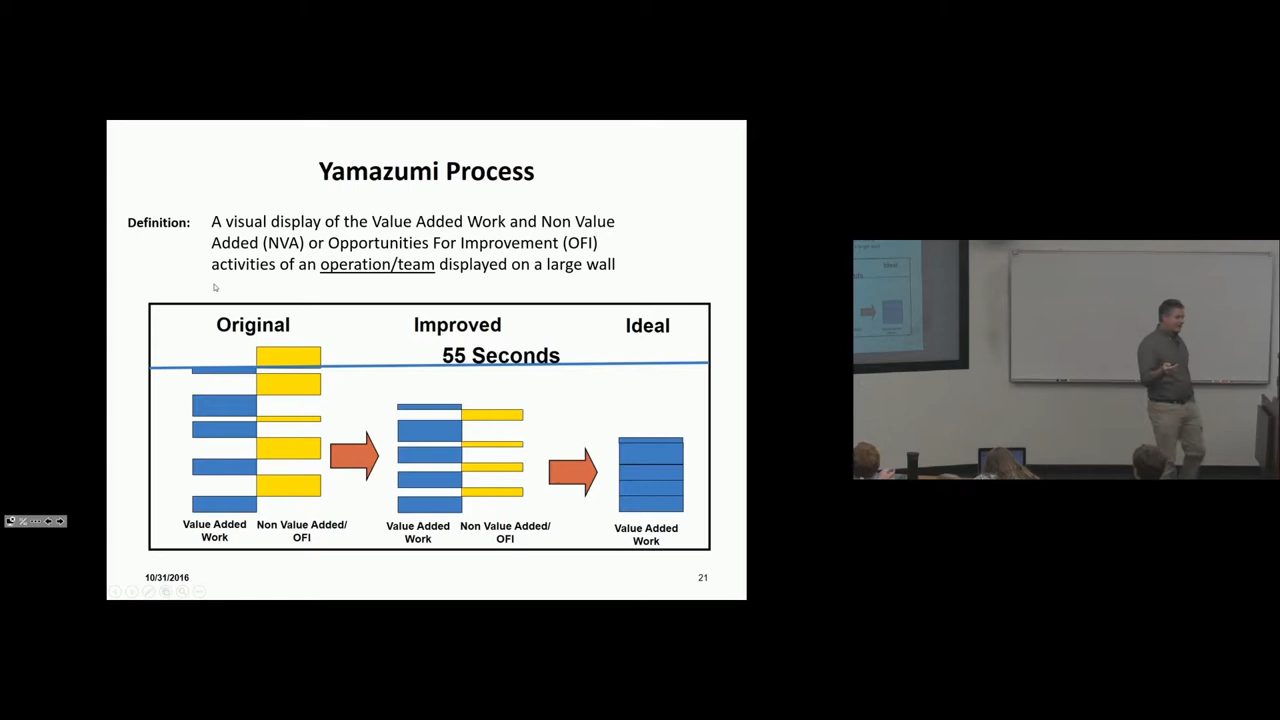 Yamazumi Process
Definition:
A visual display of the Value Added Work and Non Value
Added (NVA) or Opportunities For Improvement (OFI)
activities of an operation/team displayed on a large wall
Original
Improved
Ideal
55 Seconds
Value Added
Work
Non Value Added/
OFI
Value Added
Work
Non Value Added/
OFI
Value Added
Work
10/31/2016
21
Ideal